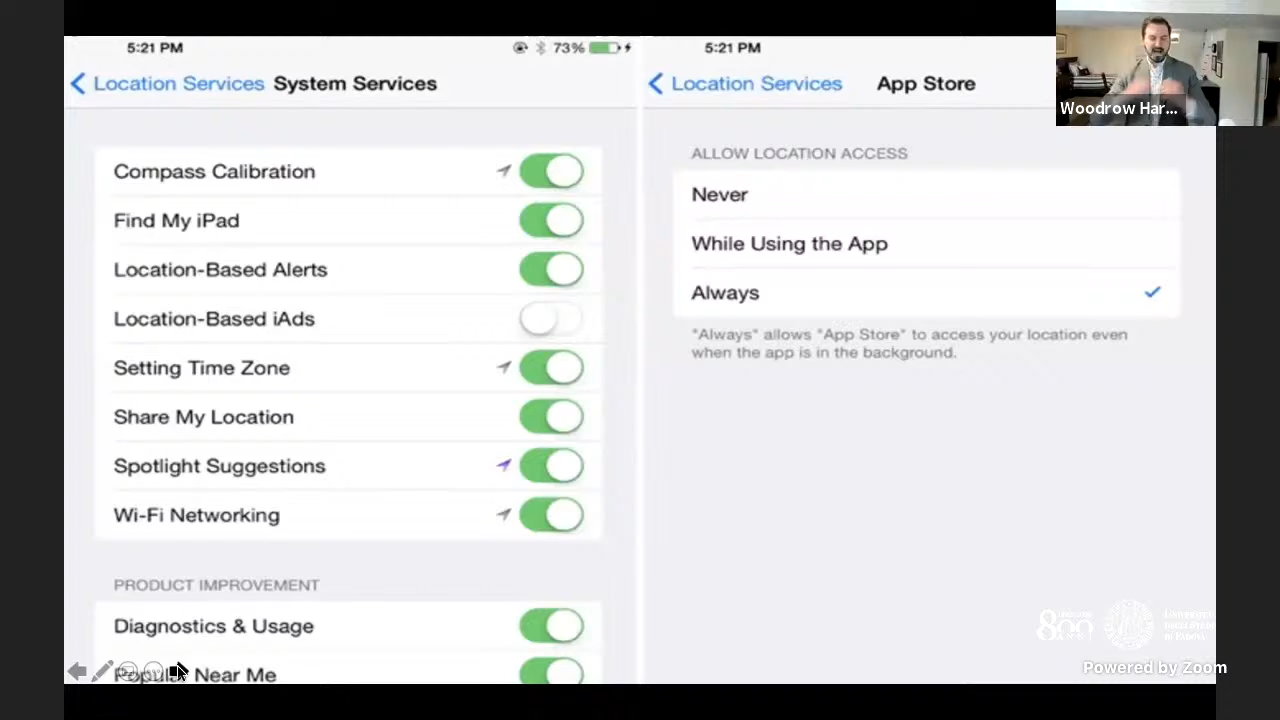 5:21 PM
73%
Location Services
System Services
Compass Calibration
Find My iPad
Location-Based Alerts
Location-Based iAds
Setting Time Zone
Share My Location
Spotlight Suggestions
Wi-Fi Networking
PRODUCT IMPROVEMENT
Diagnostics & Usage
Near Me
5:21 PM
Location Services
App Store
ALLOW LOCATION ACCESS
Never
While Using the App
Always
"Always" allows "App Store" to access your location even
when the app is in the background.
Woodrow Har...
800
Powered by Zoom